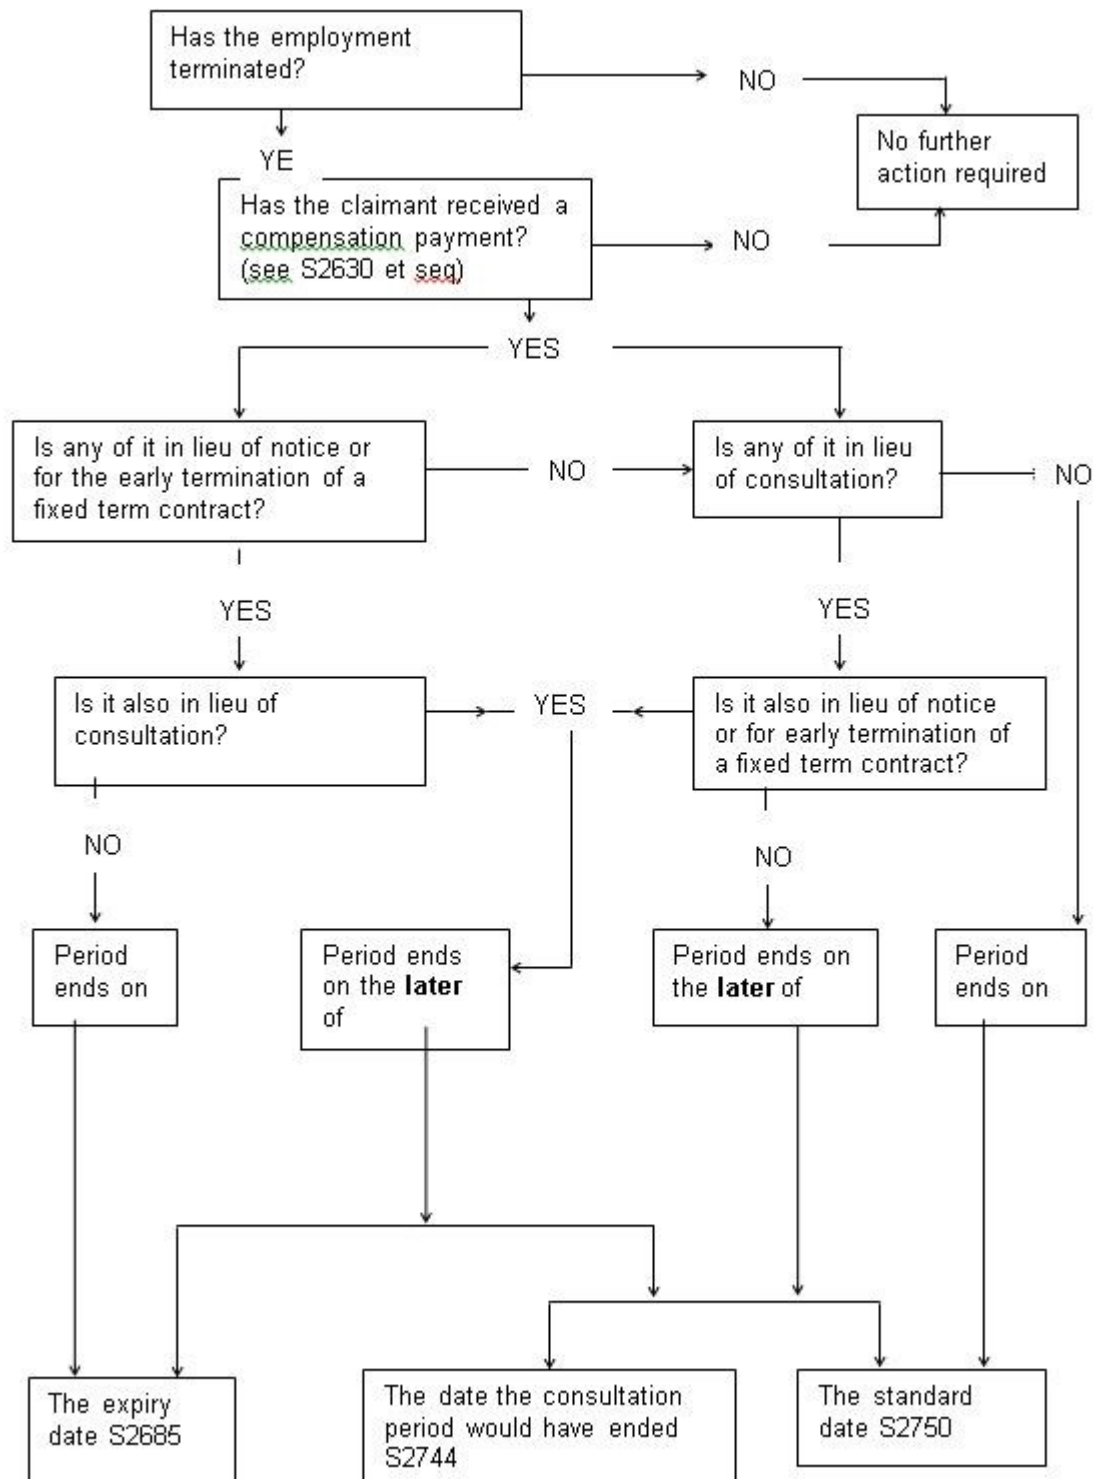 Has the employment
terminated?
NO
No further
action required
YE
Has the claimant received a
compensation payment?
(see S2630 et seq)
NO
YES
Is any of it in lieu of notice or
for the early termination of a
fixed term contract?
NO
Is any of it in lieu
of consultation?
NO
YES
YES
Is it also in lieu of
consultation?
YES
Is it also in lieu of notice
or for early termination of
a fixed term contract?
NO
NO
Period
ends on
Period ends
on the later
of
Period ends on
the later of
Period
ends on
The expiry
date S2685
The date the consultation
period would have ended
S2744
The standard
date S2750